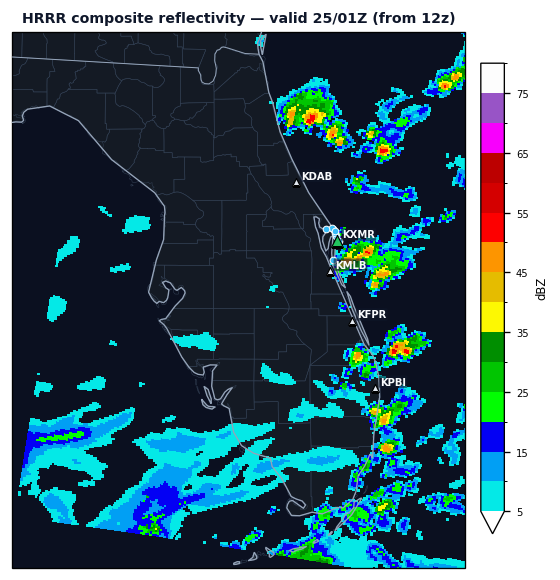 HRRR composite reflectivity — valid 25/01Z (from 12z)
75
65
55
45
35
25
15
5
dBZ
KDAB
KXMR
KMLB
KFPR
KPBI